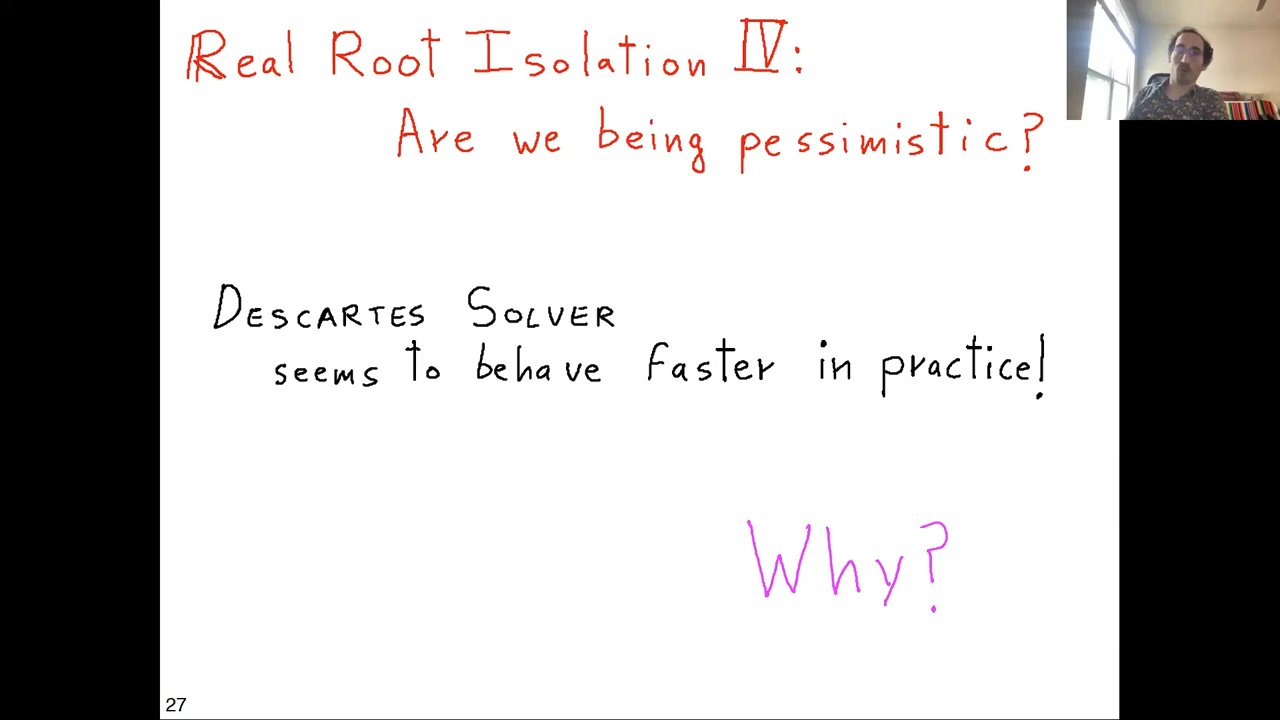 Real Root Isolation IV:
Are we being pessimistic?
DESCARTES SOLVER
seems to behave faster in practice!
Why?
27